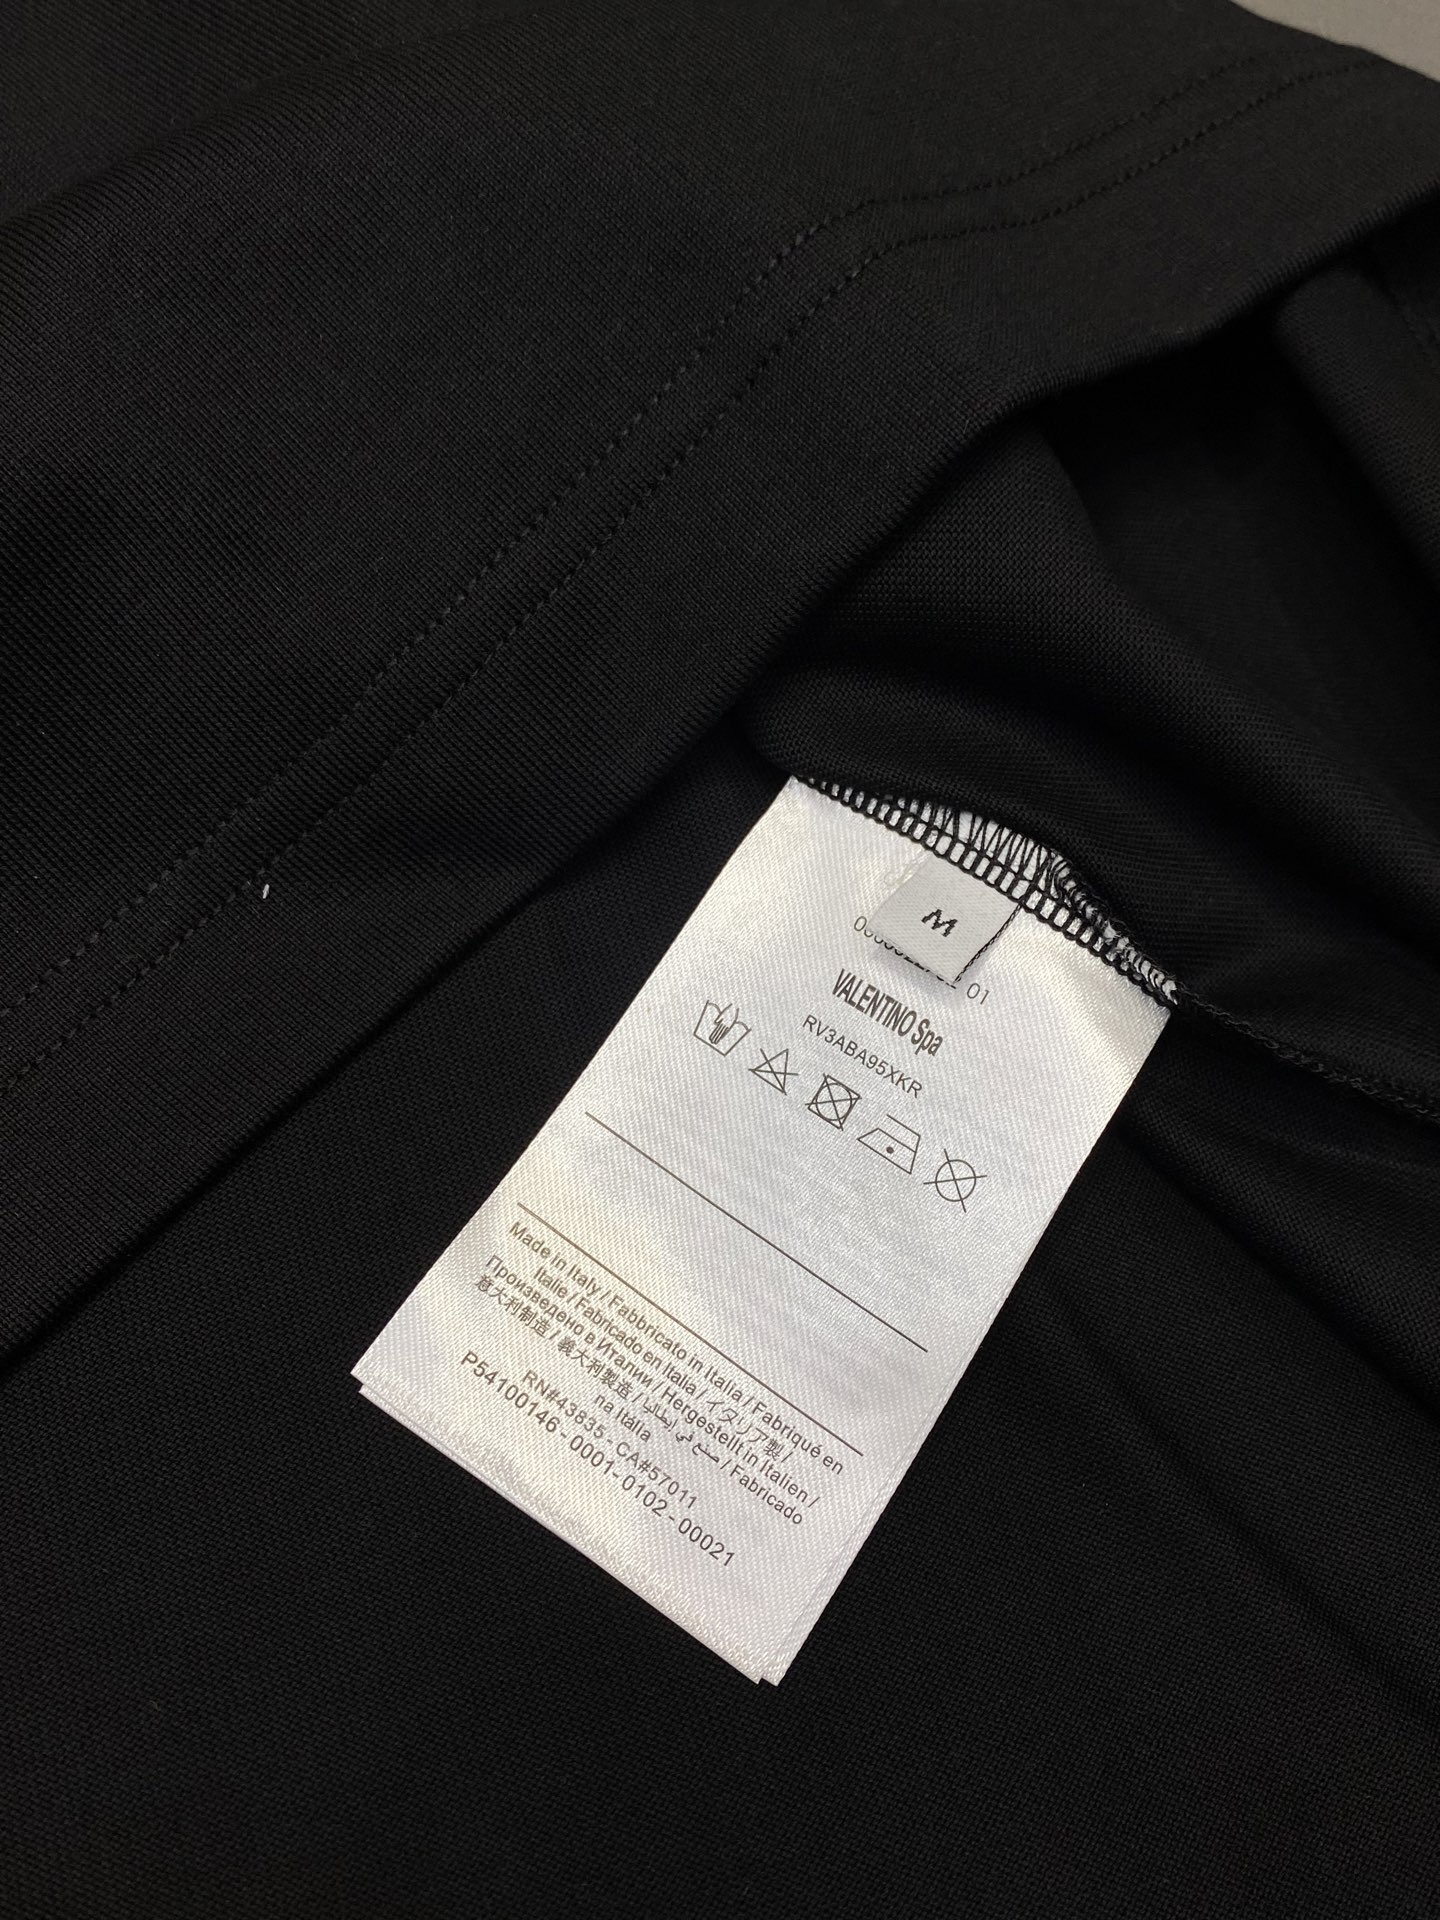 M
01
VALENTINO Spa
RV3ABA95XKR
Made in Italy / Fabbricato in Italia / Fabriqué en
Italie / Fabricado en Italia / イタリア製 /
Произведено в Италии / Hergestellt in Italien /
意大利制造 / 義大利製造 / صنع في إيطاليا / Fabricado
na Itália
RN#43835 - CA#57011
P54100146 - 0001 - 0102 - 00021